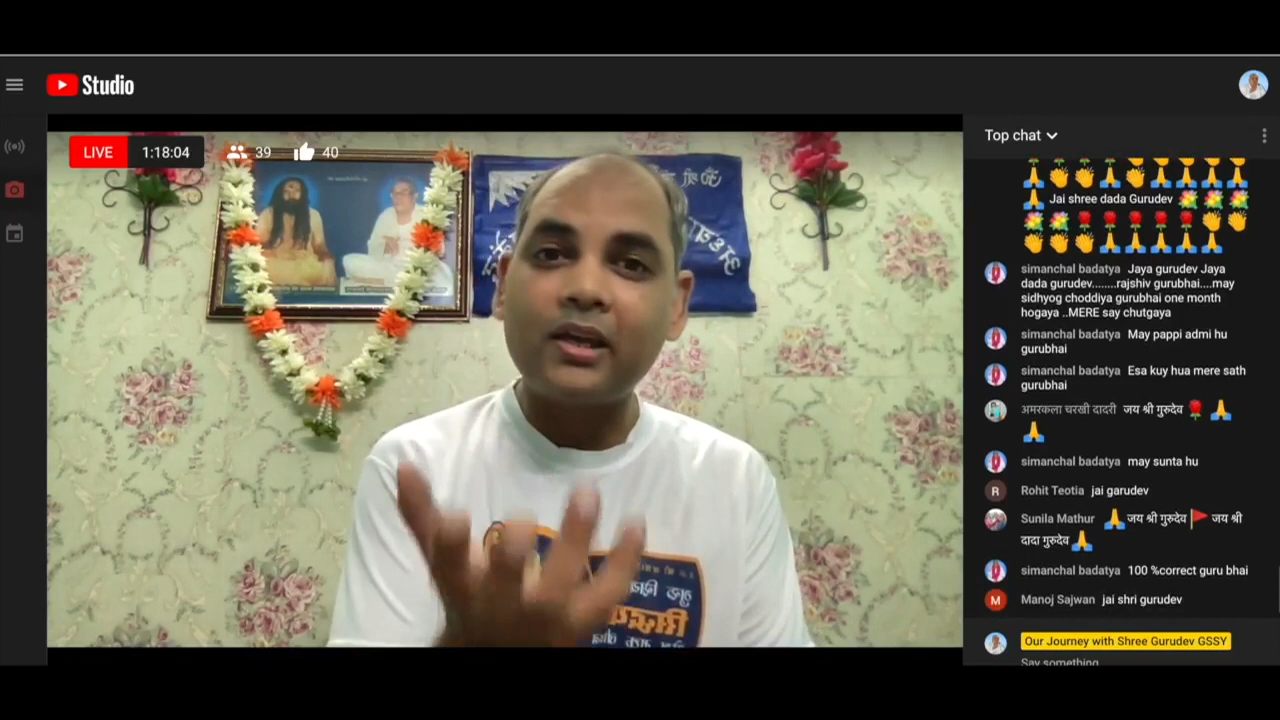 Studio
LIVE 1:18:04 39 40
Top chat
Jai shree dada Gurudev
simanchal badatya Jaya gurudev Jaya
dada gurudev........rajshiv gurubhai....may
sidhyog choddiya gurubhai one month
hogaya ..MERE say chutgaya
simanchal badatya May pappi admi hu
gurubhai
simanchal badatya Esa kuy hua mere sath
gurubhai
अमरकला चरखी दादरी जय श्री गुरुदेव 🌹 🙏
🙏
simanchal badatya may sunta hu
R Rohit Teotia jai garudev
Sunila Mathur 🙏 जय श्री गुरुदेव 🚩 जय श्री
दादा गुरुदेव 🙏
simanchal badatya 100 %correct guru bhai
M Manoj Sajwan jai shri gurudev
Our Journey with Shree Gurudev GSSY
Say something